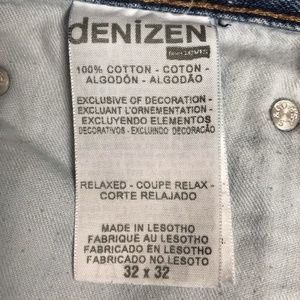 dENiZEN
from LEVI'S
100% COTTON - COTON -
ALGODÓN - ALGODÃO
EXCLUSIVE OF DECORATION -
EXCLUANT L'ORNEMENTATION -
EXCLUYENDO ELEMENTOS
DECORATIVOS - EXCLUINDO DECORAÇÃO
RELAXED - COUPE RELAX -
CORTE RELAJADO
MADE IN LESOTHO
FABRIQUÉ AU LESOTHO
FABRICADO EN LESOTHO
FABRICADO NO LESOTO
32 x 32